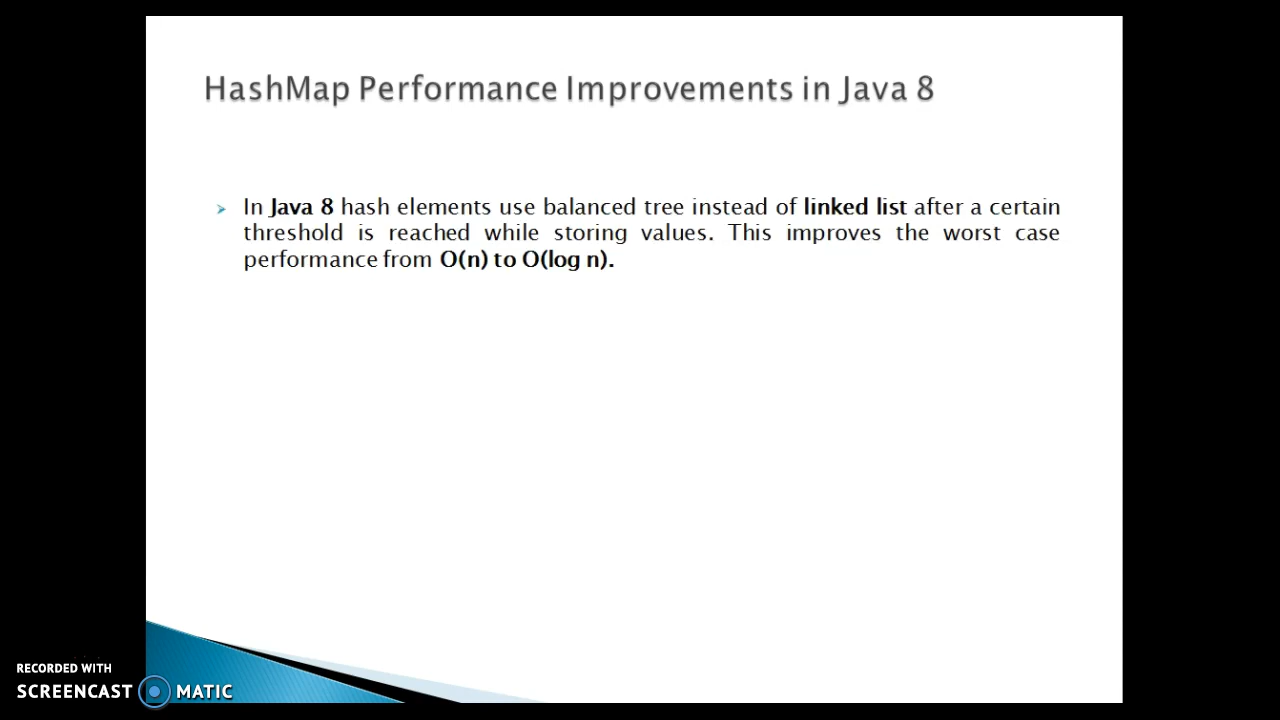 HashMap Performance Improvements in Java 8
In Java 8 hash elements use balanced tree instead of linked list after a certain
threshold is reached while storing values. This improves the worst case
performance from O(n) to O(log n).
RECORDED WITH
SCREENCAST MATIC